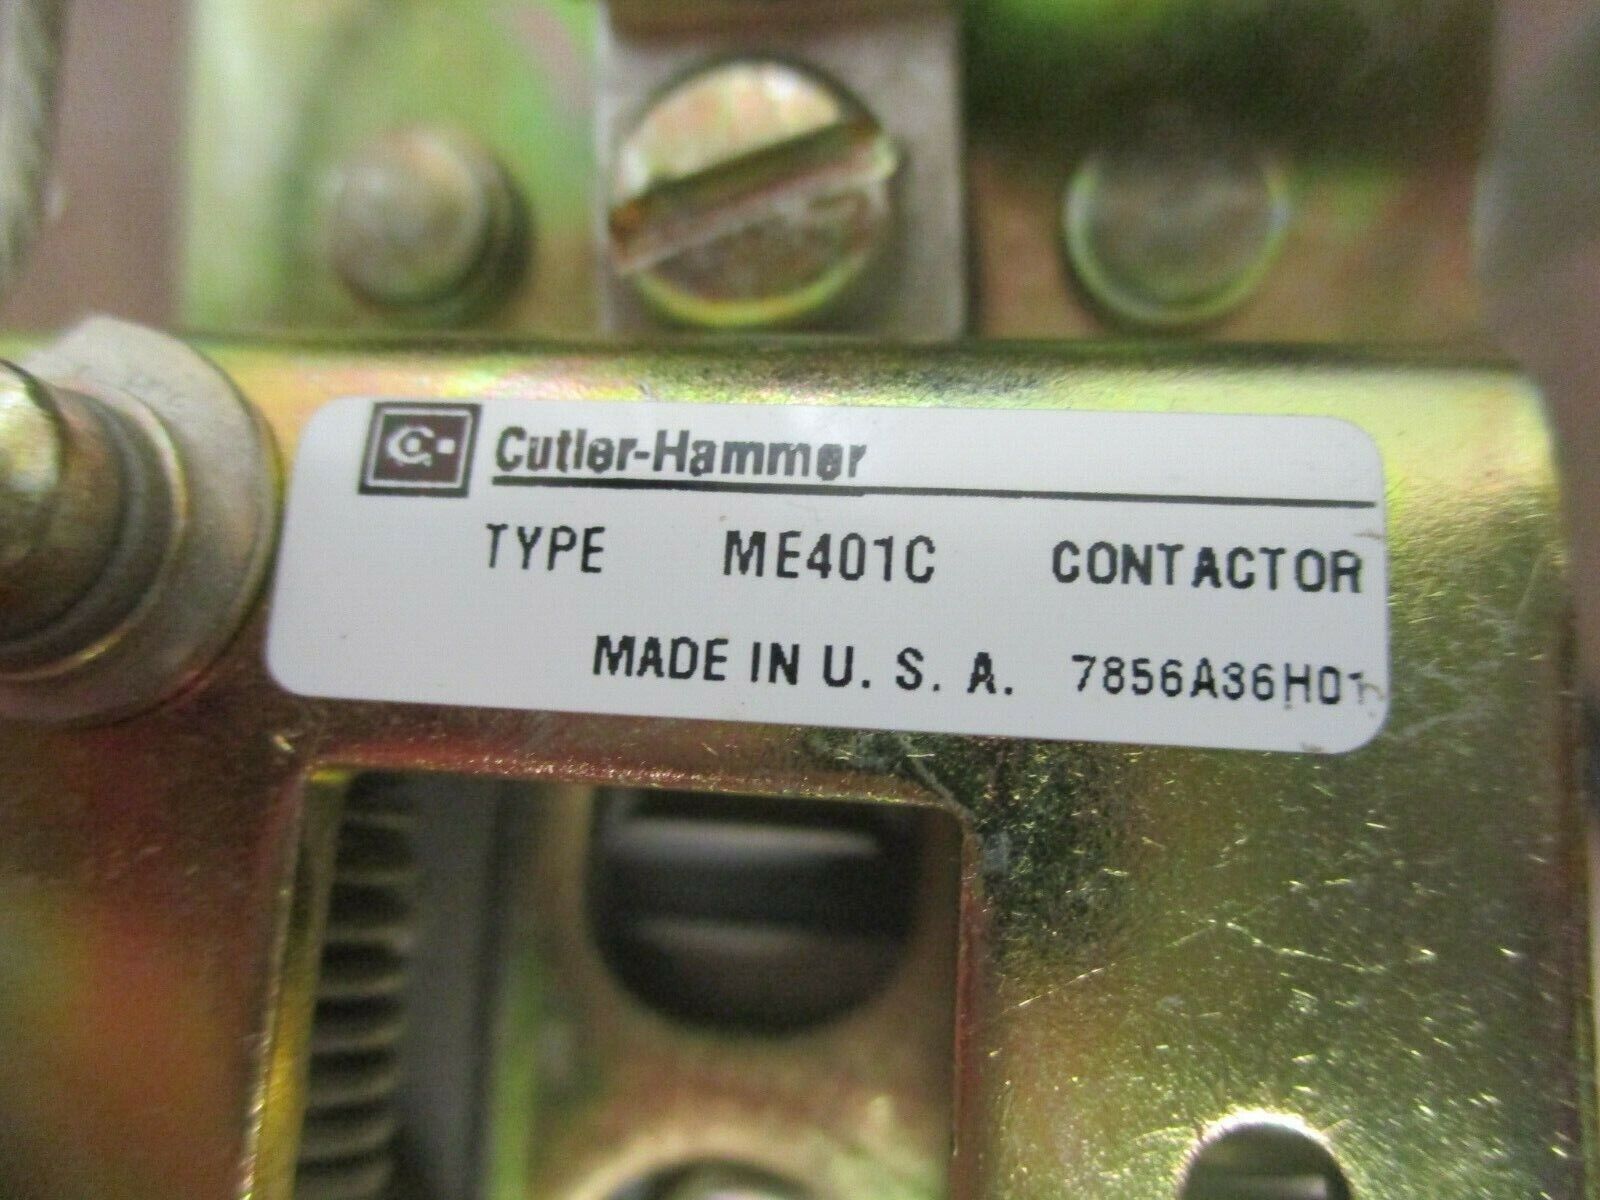 Cutler-Hammer
TYPE ME401C CONTACTOR
MADE IN U. S. A. 7856A36H01